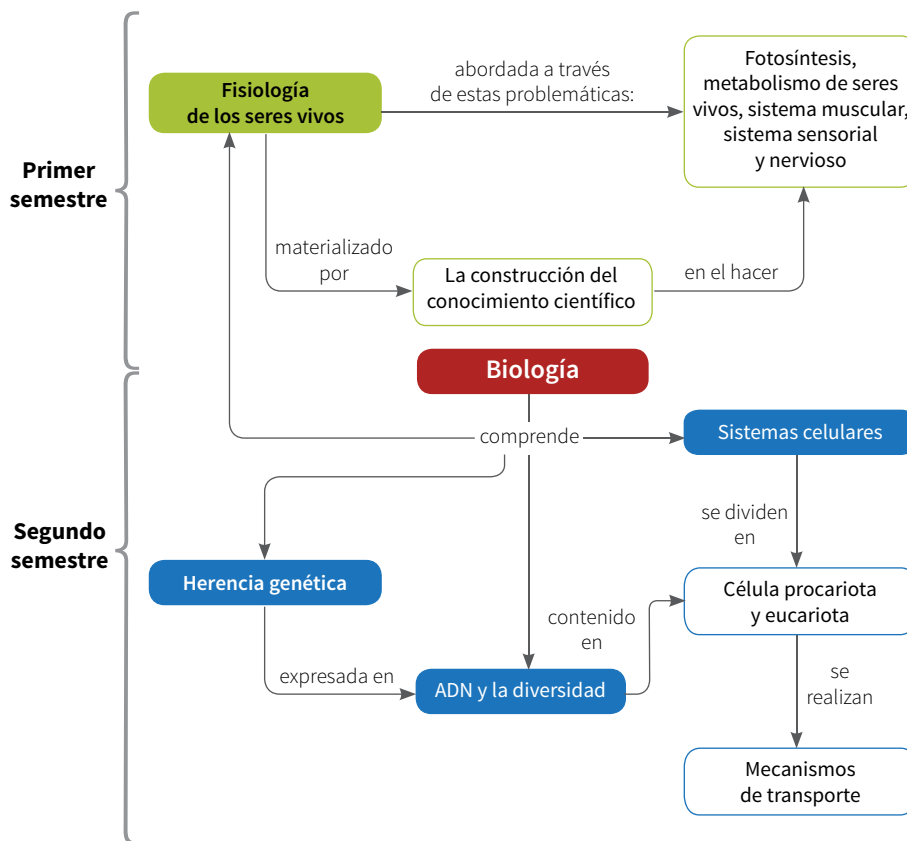 Primer
semestre
Fisiología
de los seres vivos
abordada a través
de estas problemáticas:
Fotosíntesis,
metabolismo de seres
vivos, sistema muscular,
sistema sensorial
y nervioso
materializado
por
La construcción del
conocimiento científico
en el hacer
Segundo
semestre
Biología
comprende
Sistemas celulares
se dividen
en
Herencia genética
Célula procariota
y eucariota
contenido
en
expresada en
ADN y la diversidad
se
realizan
Mecanismos
de transporte